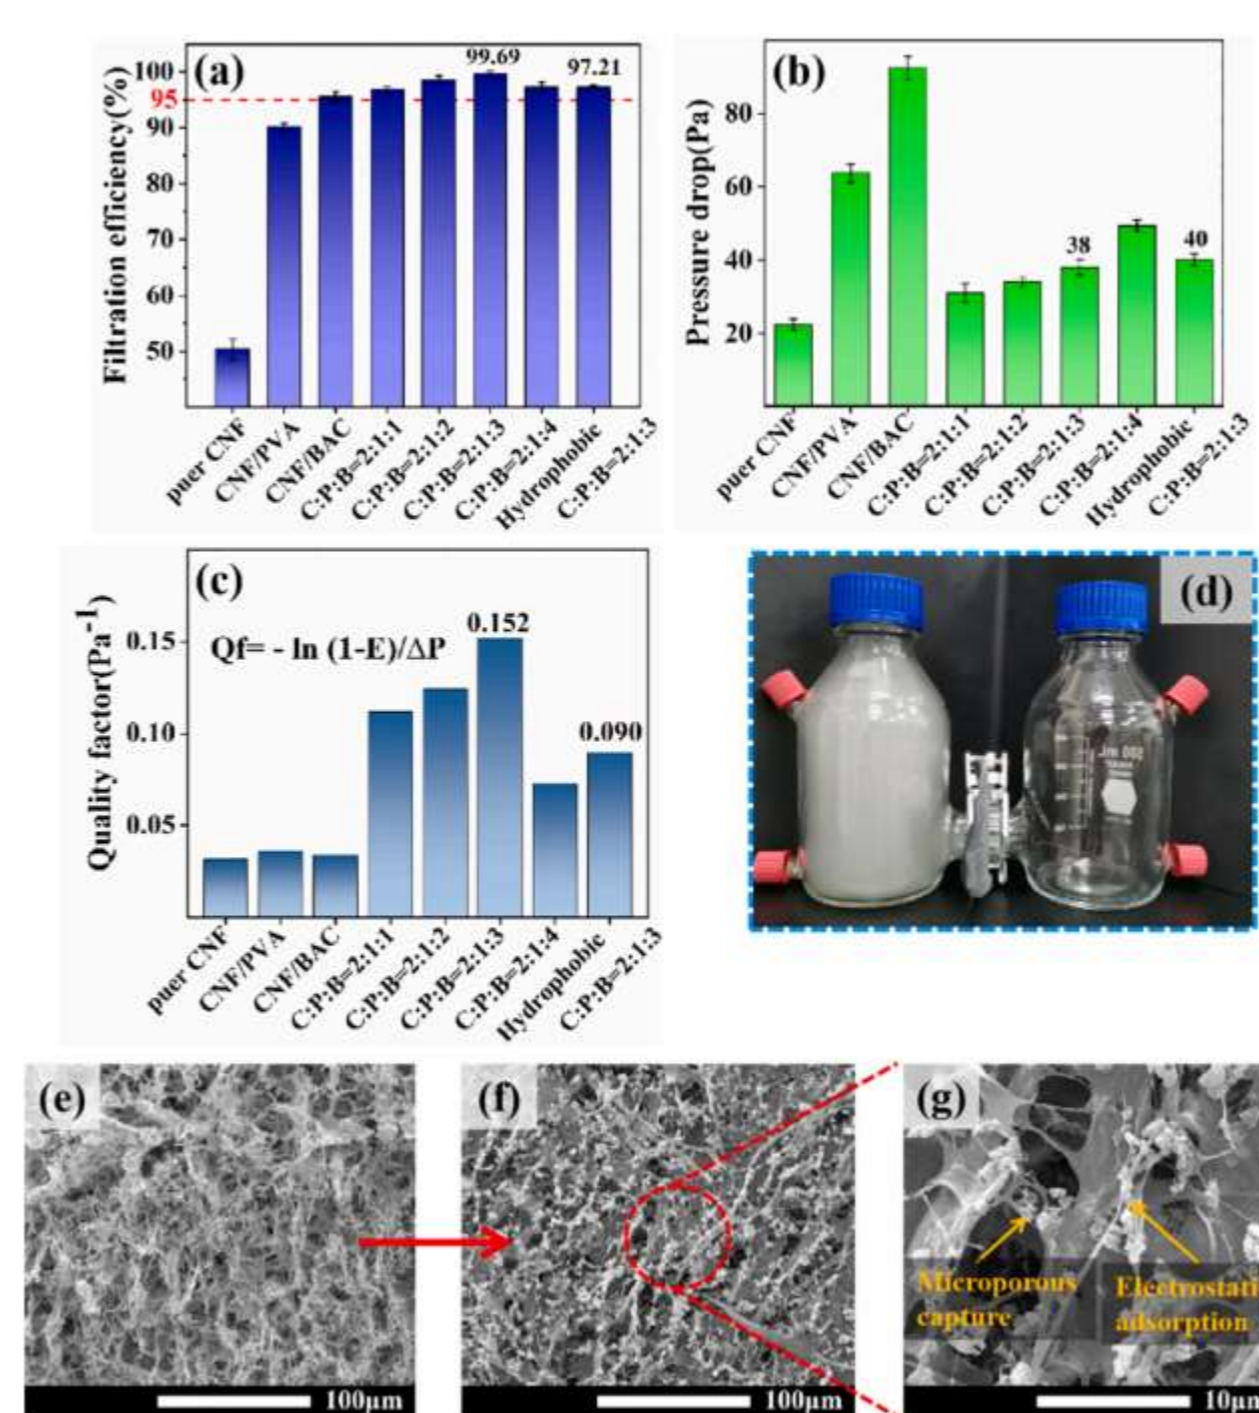 (a)
Filtration efficiency(%)
100
95
90
80
70
60
50
99.69
97.21
puer CNF
CNF/PVA
CNF/BAC
C:P:B=2:1:1
C:P:B=2:1:2
C:P:B=2:1:3
C:P:B=2:1:4
Hydrophobic
C:P:B=2:1:3
(b)
Pressure drop(Pa)
80
60
40
20
38
40
puer CNF
CNF/PVA
CNF/BAC
C:P:B=2:1:1
C:P:B=2:1:2
C:P:B=2:1:3
C:P:B=2:1:4
Hydrophobic
C:P:B=2:1:3
(c)
Quality factor(Pa⁻¹)
0.15
0.10
0.05
Qf= - ln (1-E)/ΔP
0.152
0.090
puer CNF
CNF/PVA
CNF/BAC
C:P:B=2:1:1
C:P:B=2:1:2
C:P:B=2:1:3
C:P:B=2:1:4
Hydrophobic
C:P:B=2:1:3
(d)
500 mL
(e)
100μm
(f)
100μm
(g)
Microporous
capture
Electrostati
adsorption
10μm